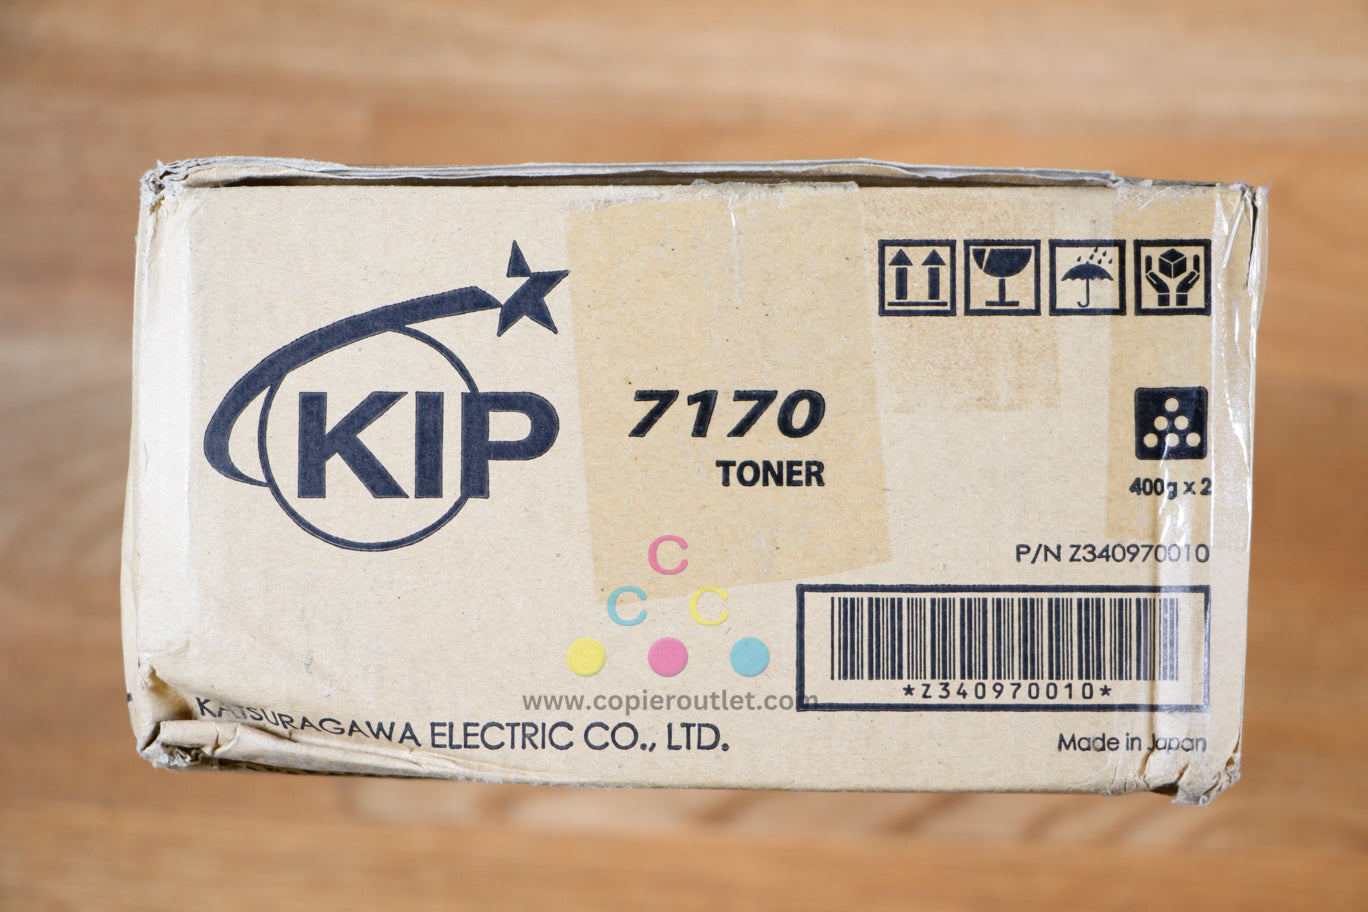 KIP
7170
TONER
400g x 2
P/N Z340970010
*Z340970010*
C
C C
www.copieroutlet.com
KATSURAGAWA ELECTRIC CO., LTD.
Made in Japan